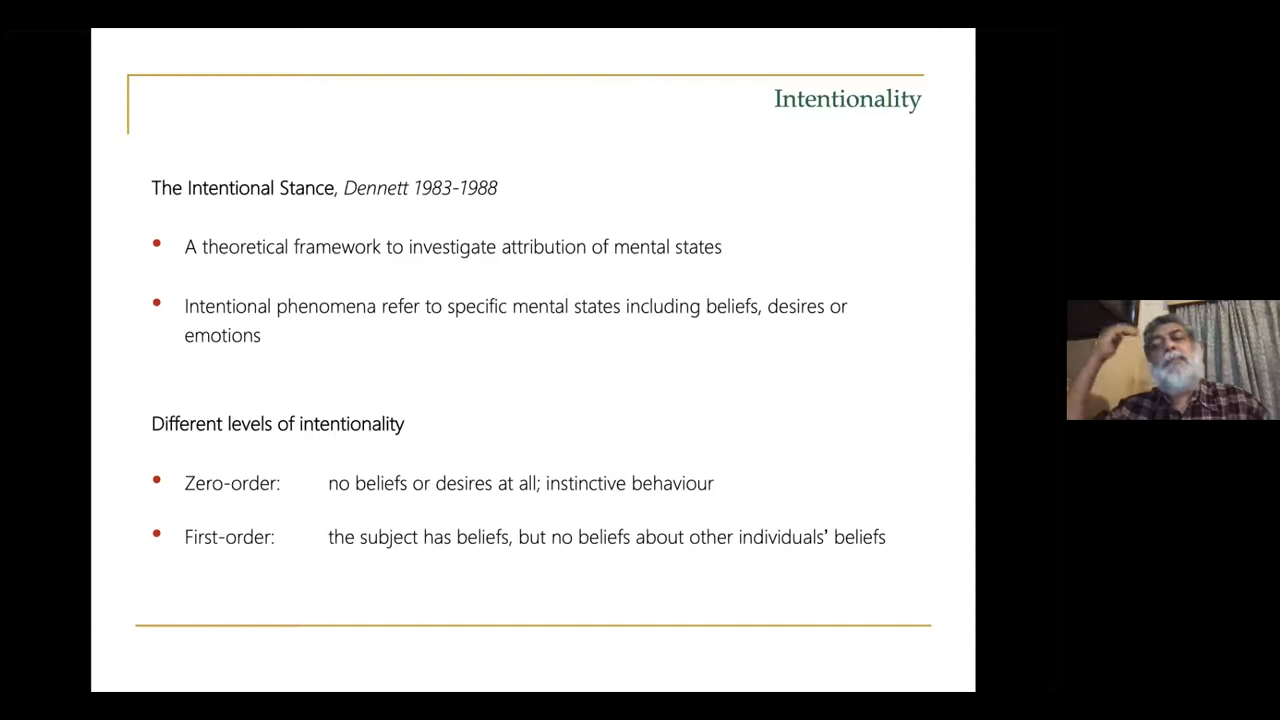 Intentionality
The Intentional Stance, Dennett 1983-1988
• A theoretical framework to investigate attribution of mental states
• Intentional phenomena refer to specific mental states including beliefs, desires or
emotions
Different levels of intentionality
• Zero-order: no beliefs or desires at all; instinctive behaviour
• First-order: the subject has beliefs, but no beliefs about other individuals’ beliefs